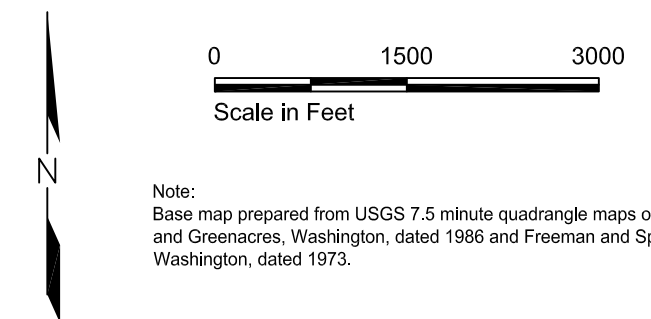 0 1500 3000
Scale in Feet
N
Note:
Base map prepared from USGS 7.5 minute quadrangle maps
and Greenacres, Washington, dated 1986 and Freeman and
Washington, dated 1973.